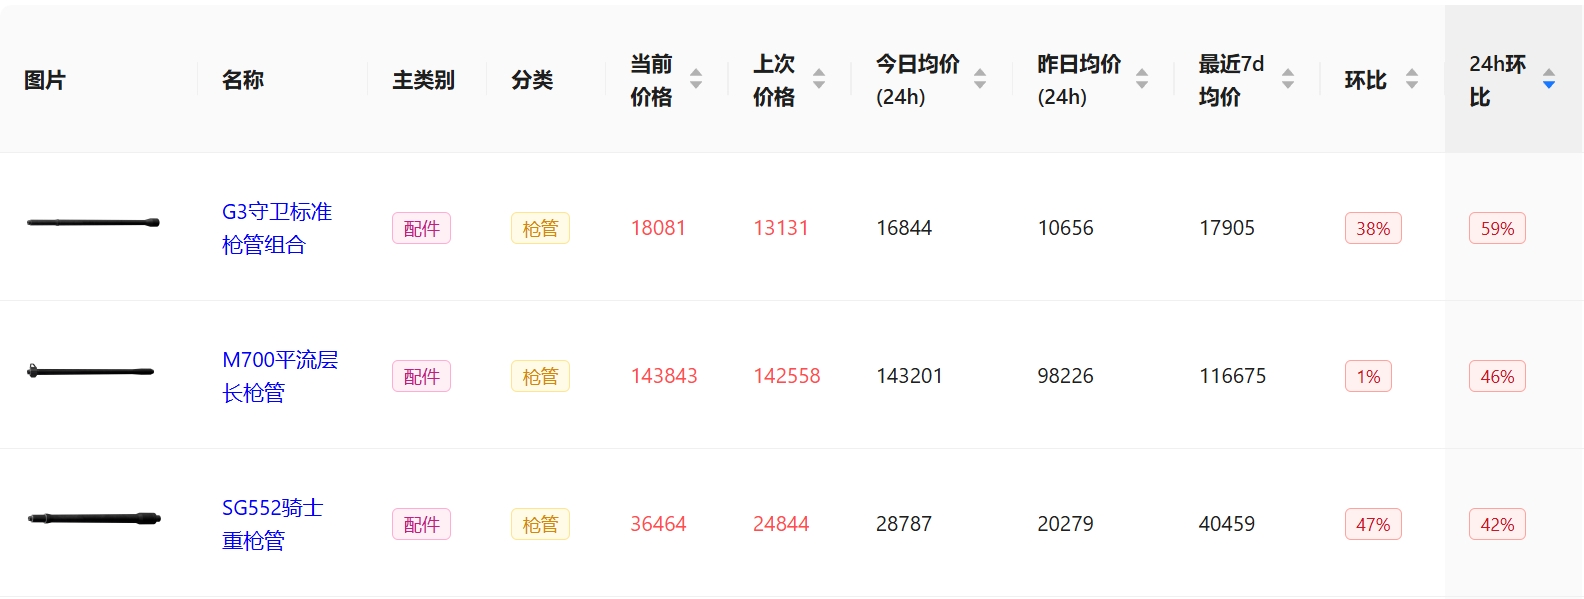 图片 名称 主类别 分类 当前价格 上次价格 今日均价(24h) 昨日均价(24h) 最近7d均价 环比 24h环比
G3守卫标准枪管组合 配件 枪管 18081 13131 16844 10656 17905 38% 59%
M700平流层长枪管 配件 枪管 143843 142558 143201 98226 116675 1% 46%
SG552骑士重枪管 配件 枪管 36464 24844 28787 20279 40459 47% 42%